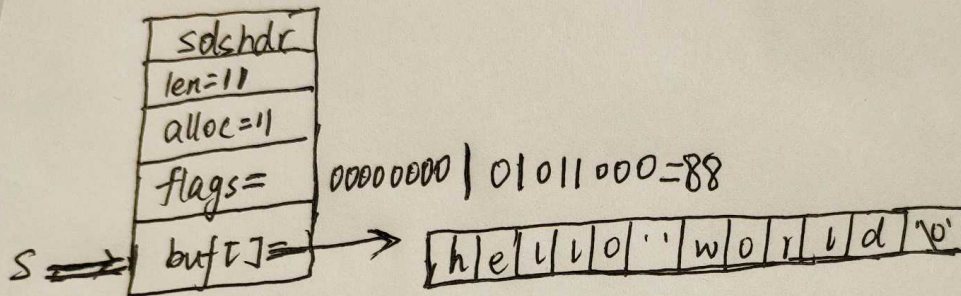 sdshdr
len=11
alloc=11
flags= 00000000 | 01011000=88
s buf[]= h e l l o '' w o r l d '\0'